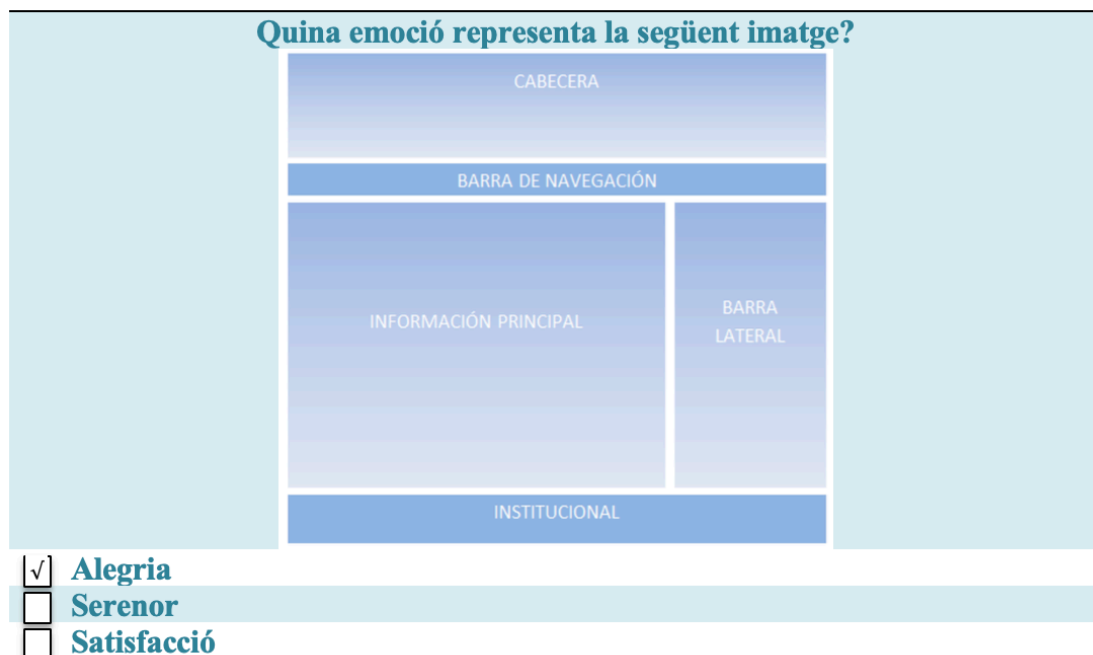 Quina emoció representa la següent imatge?
CABECERA
BARRA DE NAVEGACIÓN
INFORMACIÓN PRINCIPAL
BARRA
LATERAL
INSTITUCIONAL
√ Alegria
Serenor
Satisfacció